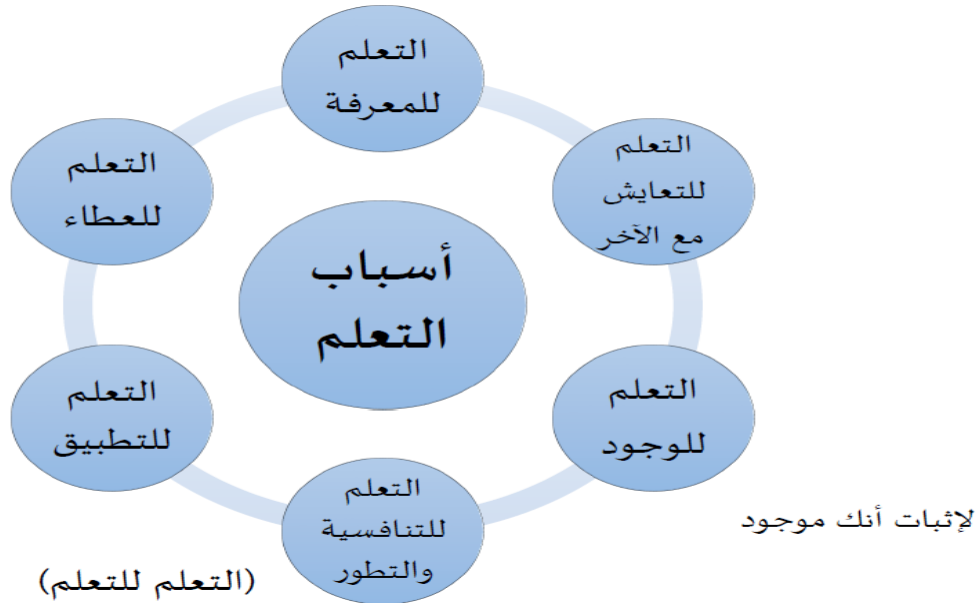 التعلم
للمعرفة
التعلم
للتعايش
مع الآخر
التعلم
للعطاء
أسباب
التعلم
التعلم
للوجود
التعلم
للتطبيق
التعلم
للتنافسية
والتطور
لإثبات أنك موجود
(التعلم للتعلم)